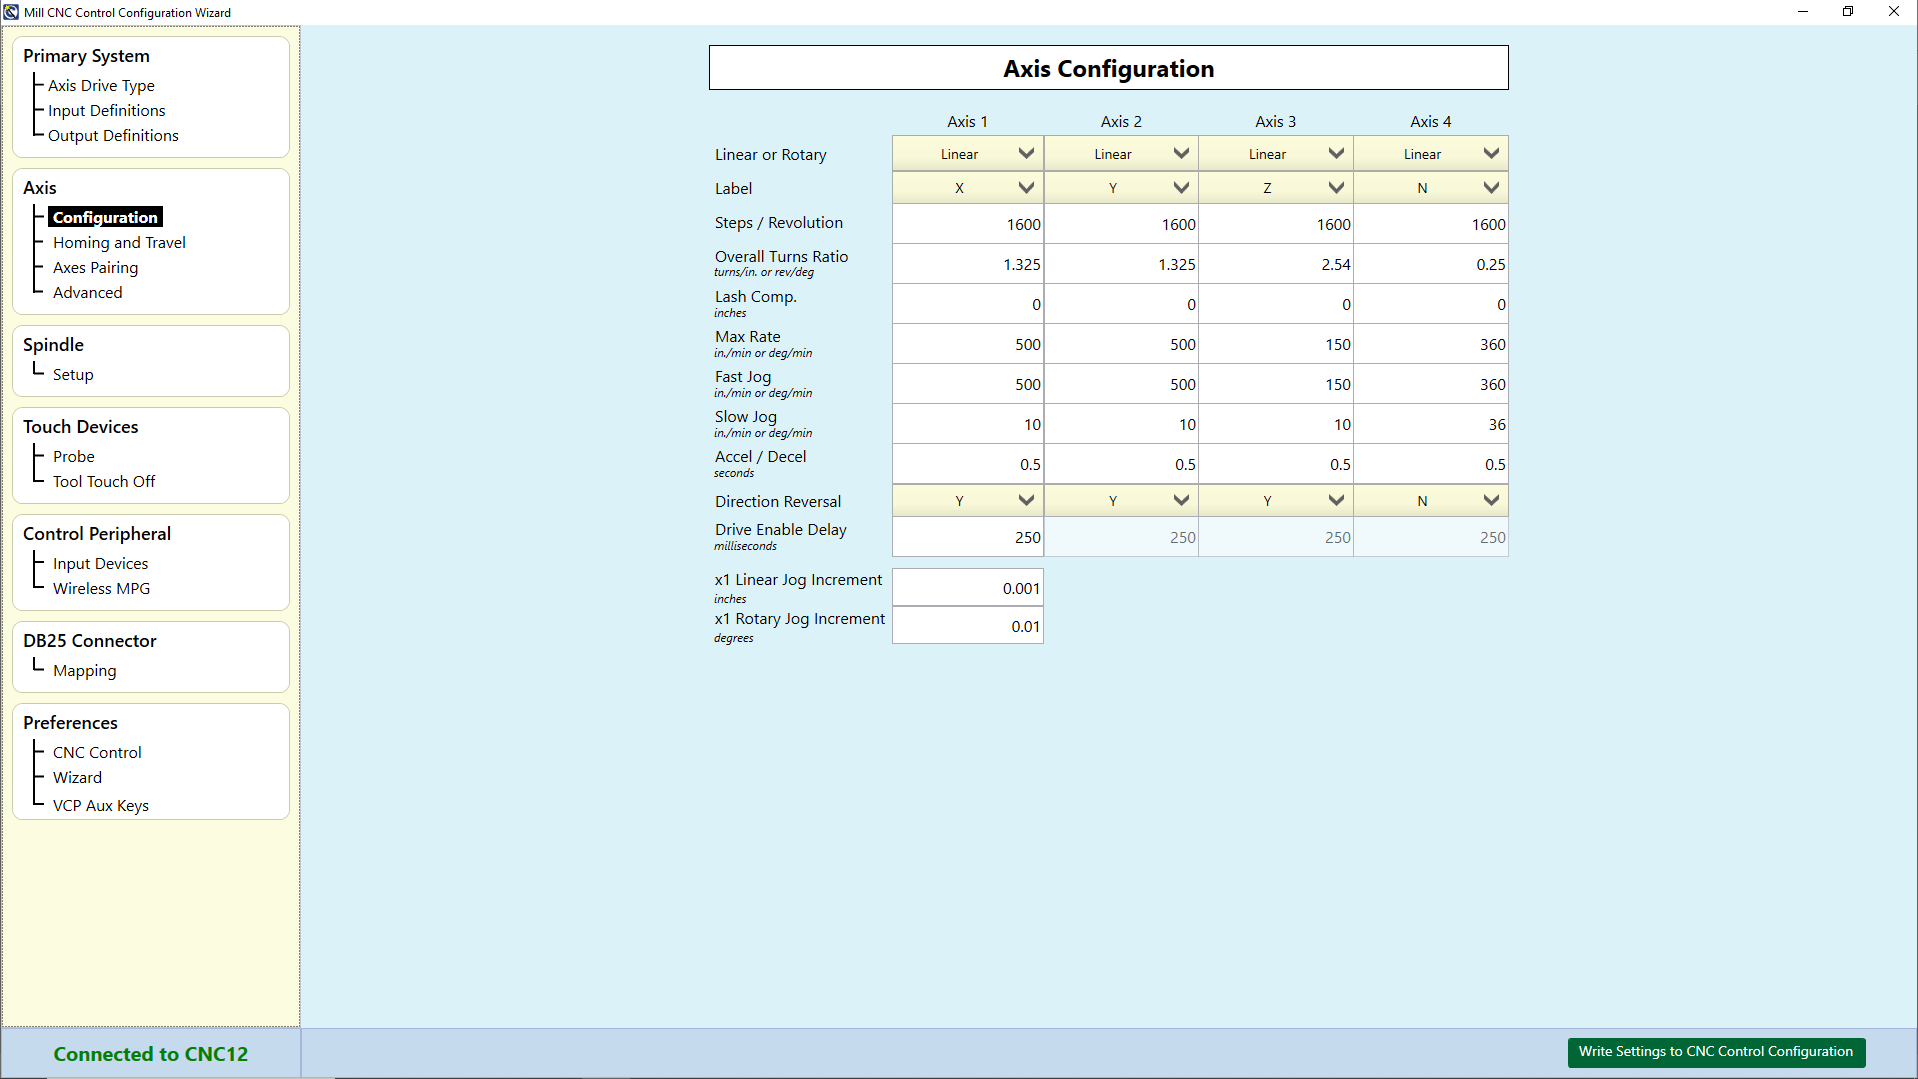 Mill CNC Control Configuration Wizard
Primary System
Axis Drive Type
Input Definitions
Output Definitions
Axis
Configuration
Homing and Travel
Axes Pairing
Advanced
Spindle
Setup
Touch Devices
Probe
Tool Touch Off
Control Peripheral
Input Devices
Wireless MPG
DB25 Connector
Mapping
Preferences
CNC Control
Wizard
VCP Aux Keys
Connected to CNC12
Axis Configuration
Axis 1 Axis 2 Axis 3 Axis 4
Linear or Rotary Linear Linear Linear Linear
Label X Y Z N
Steps / Revolution 1600 1600 1600 1600
Overall Turns Ratio 1.325 1.325 2.54 0.25
turns/in. or rev/deg
Lash Comp. 0 0 0 0
inches
Max Rate 500 500 150 360
in./min or deg/min
Fast Jog 500 500 150 360
in./min or deg/min
Slow Jog 10 10 10 36
in./min or deg/min
Accel / Decel 0.5 0.5 0.5 0.5
seconds
Direction Reversal Y Y Y N
Drive Enable Delay 250 250 250 250
milliseconds
x1 Linear Jog Increment 0.001
inches
x1 Rotary Jog Increment 0.01
degrees
Write Settings to CNC Control Configuration